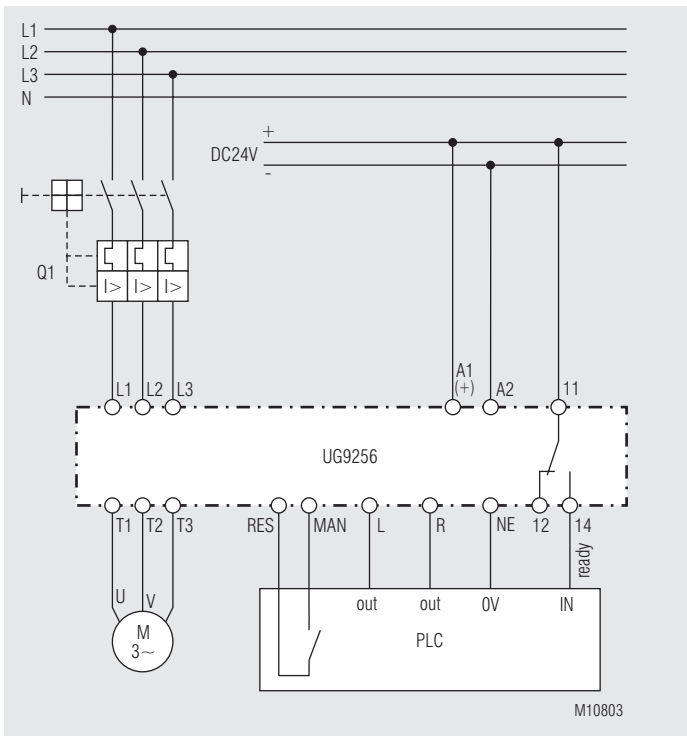 L1
L2
L3
N
+
DC24V
-
Q1
I> I> I>
L1 L2 L3 A1 (+) A2 11
UG9256
T1 T2 T3 RES MAN L R NE 12 14
ready
U V
M
3~
out out 0V IN
PLC
M10803